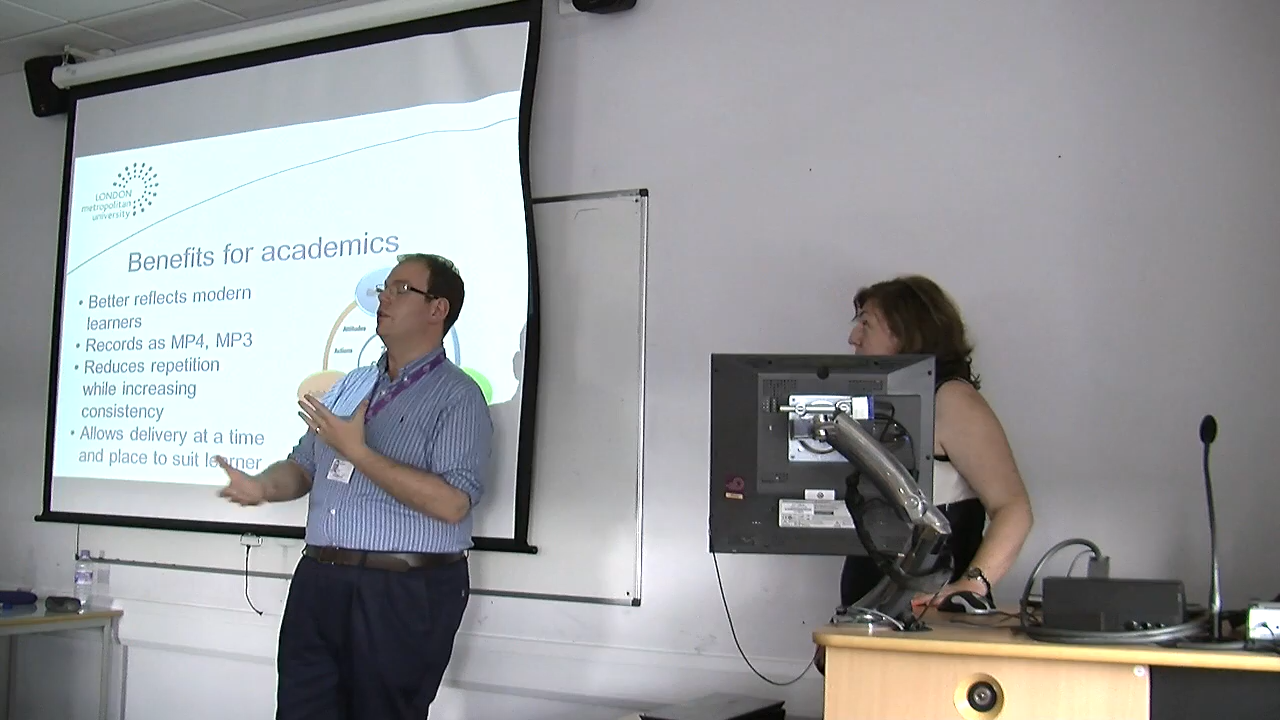 LONDON
metropolitan
university
Benefits for academics
• Better reflects modern
learners
• Records as MP4, MP3
• Reduces repetition
while increasing
consistency
• Allows delivery at a time
and place to suit learner
Attitudes
Actions